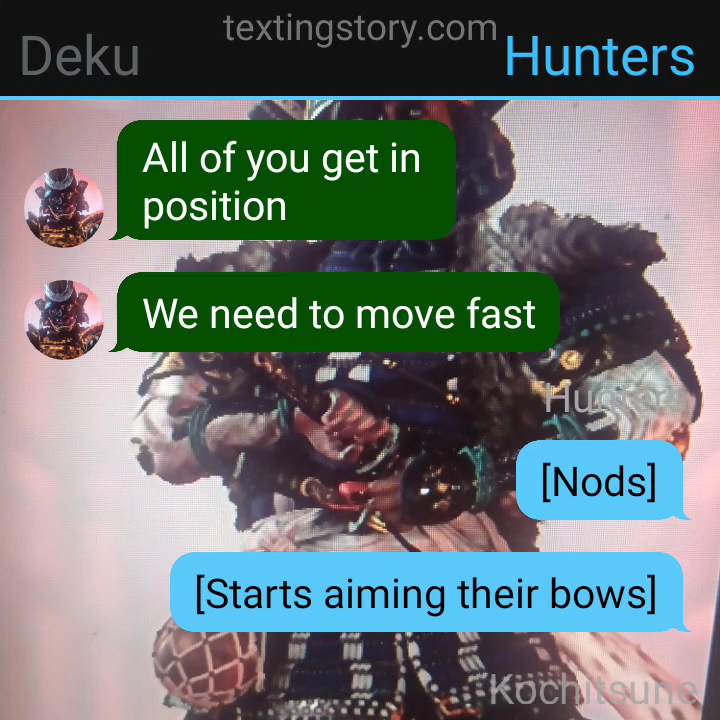 textingstory.com
Deku
Hunters
All of you get in
position
We need to move fast
Hunters
[Nods]
[Starts aiming their bows]
Kochitsune